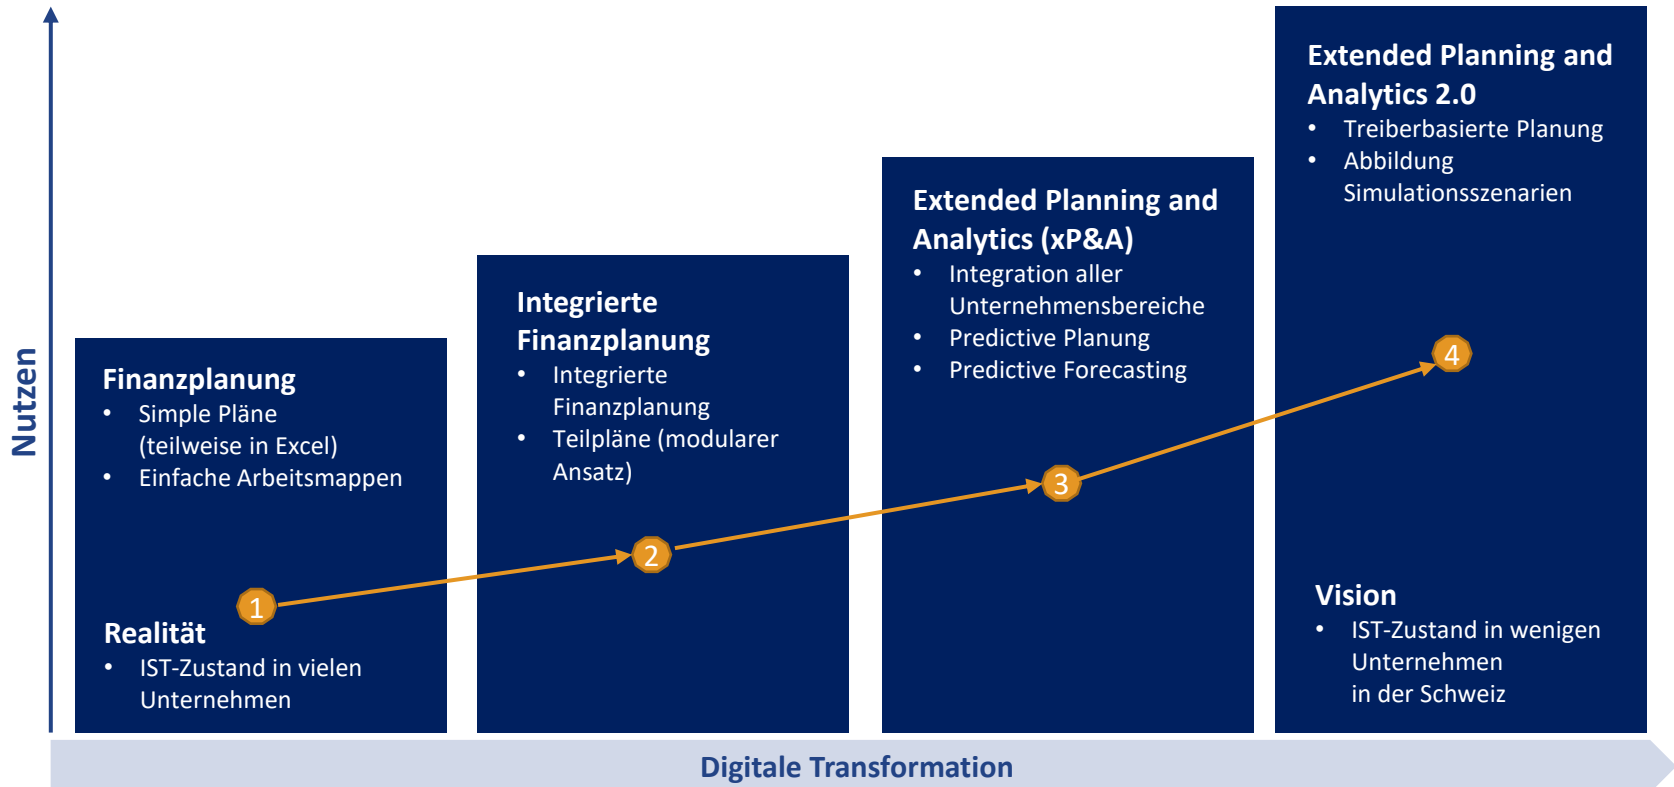 Nutzen
Finanzplanung
• Simple Pläne
(teilweise in Excel)
• Einfache Arbeitsmappen
1
Realität
• IST-Zustand in vielen
Unternehmen
Integrierte
Finanzplanung
• Integrierte
Finanzplanung
• Teilpläne (modularer
Ansatz)
2
Extended Planning and
Analytics (xP&A)
• Integration aller
Unternehmensbereiche
• Predictive Planung
• Predictive Forecasting
3
Extended Planning and
Analytics 2.0
• Treiberbasierte Planung
• Abbildung
Simulationsszenarien
4
Vision
• IST-Zustand in wenigen
Unternehmen
in der Schweiz
Digitale Transformation